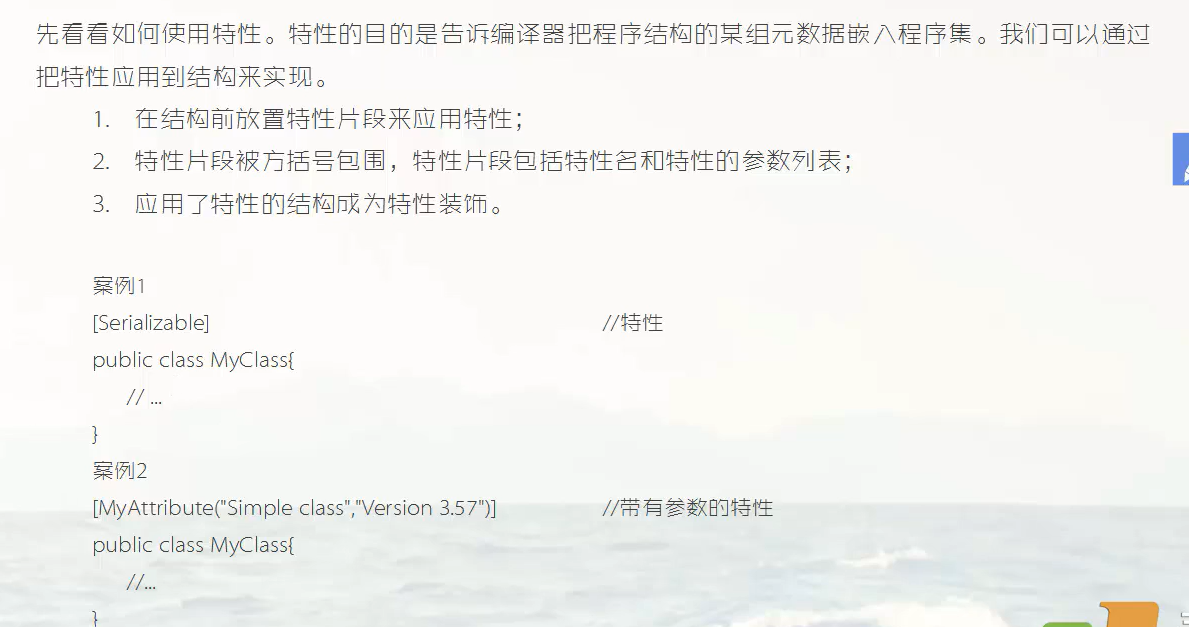 先看看如何使用特性。特性的目的是告诉编译器把程序结构的某组元数据嵌入程序集。我们可以通过
把特性应用到结构来实现。
1. 在结构前放置特性片段来应用特性；
2. 特性片段被方括号包围，特性片段包括特性名和特性的参数列表；
3. 应用了特性的结构成为特性装饰。
案例1
[Serializable] //特性
public class MyClass{
// ...
}
案例2
[MyAttribute("Simple class","Version 3.57")] //带有参数的特性
public class MyClass{
//...
}